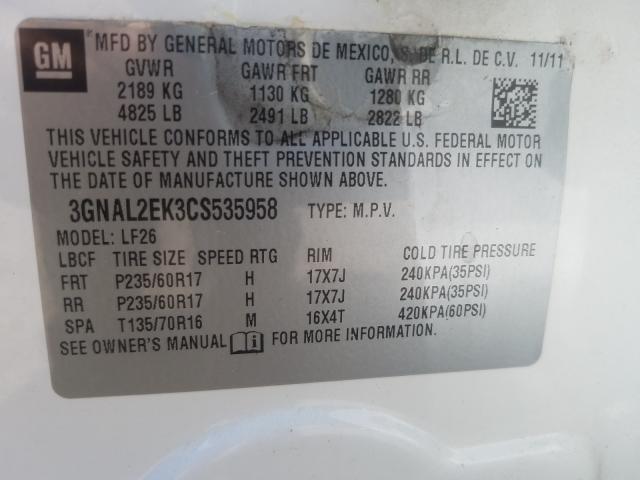 GM
MFD BY GENERAL MOTORS DE MEXICO, S. DE R.L. DE C.V. 11/11
GVWR GAWR FRT GAWR RR
2189 KG 1130 KG 1280 KG
4825 LB 2491 LB 2822 LB
THIS VEHICLE CONFORMS TO ALL APPLICABLE U.S. FEDERAL MOTOR
VEHICLE SAFETY AND THEFT PREVENTION STANDARDS IN EFFECT ON
THE DATE OF MANUFACTURE SHOWN ABOVE.
3GNAL2EK3CS535958 TYPE: M.P.V.
MODEL: LF26
LBCF TIRE SIZE SPEED RTG RIM COLD TIRE PRESSURE
FRT P235/60R17 H 17X7J 240KPA(35PSI)
RR P235/60R17 H 17X7J 240KPA(35PSI)
SPA T135/70R16 M 16X4T 420KPA(60PSI)
SEE OWNER'S MANUAL FOR MORE INFORMATION.